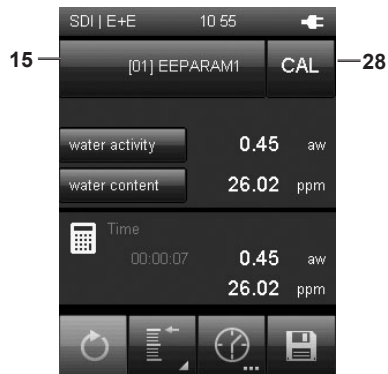 SDI | E+E 10 55
15 [01] EEPARAM1 CAL 28
water activity 0.45 aw
water content 26.02 ppm
Time
00:00:07 0.45 aw
26.02 ppm